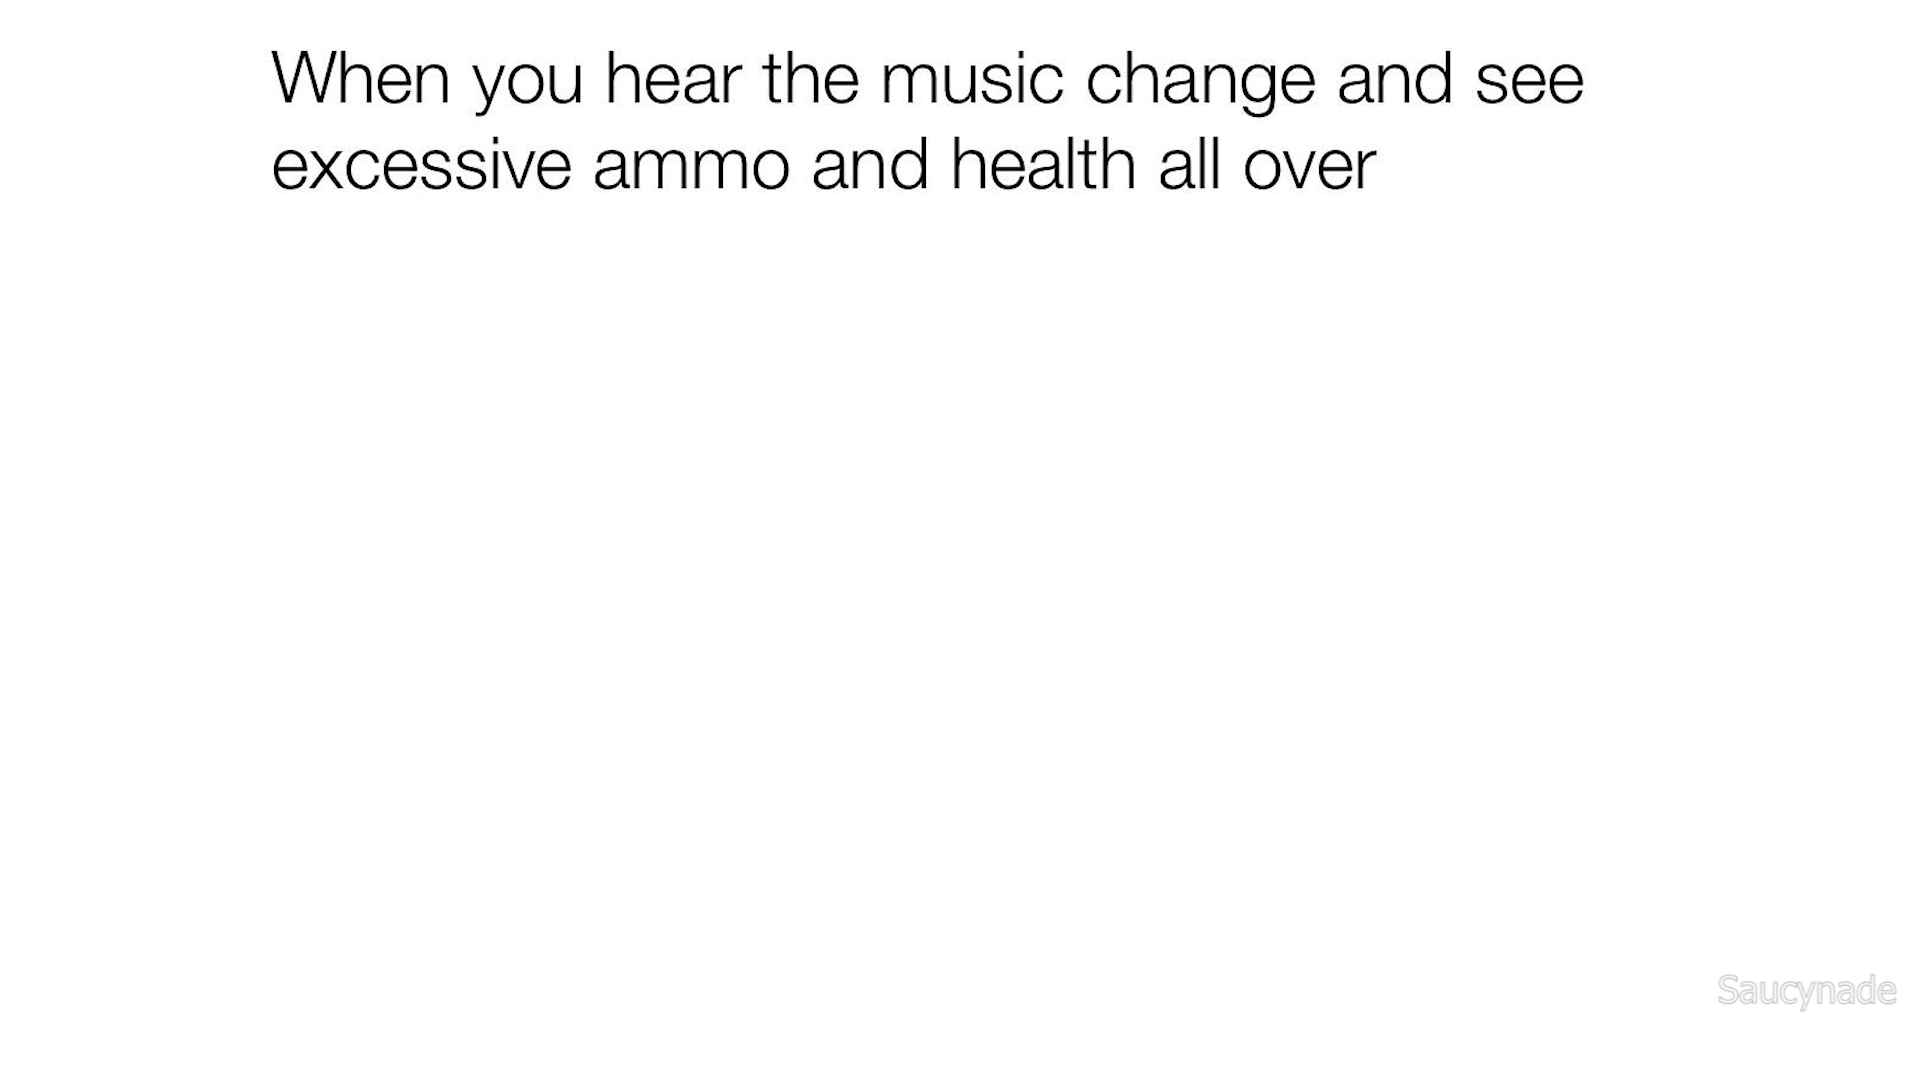 When you hear the music change and see
excessive ammo and health all over
Saucynade